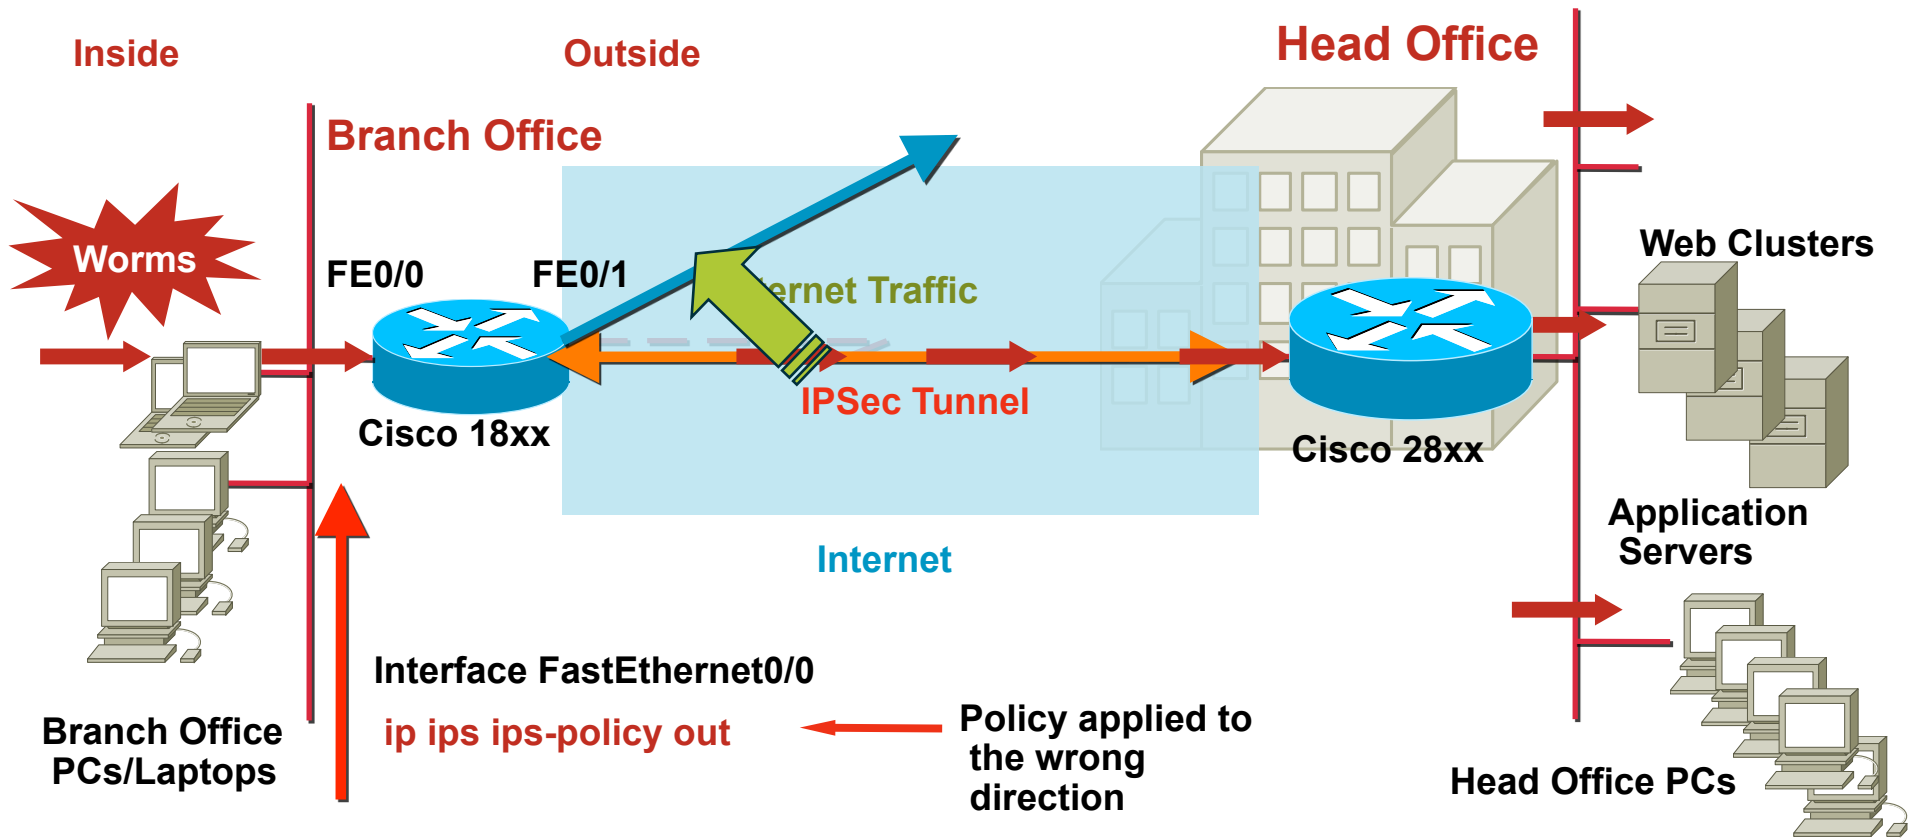 Inside
Outside
Head Office
Branch Office
Worms
FE0/0
FE0/1
ernet Traffic
Web Clusters
IPSec Tunnel
Cisco 18xx
Cisco 28xx
Application
Servers
Internet
Interface FastEthernet0/0
ip ips ips-policy out
Policy applied to
the wrong
direction
Branch Office
PCs/Laptops
Head Office PCs